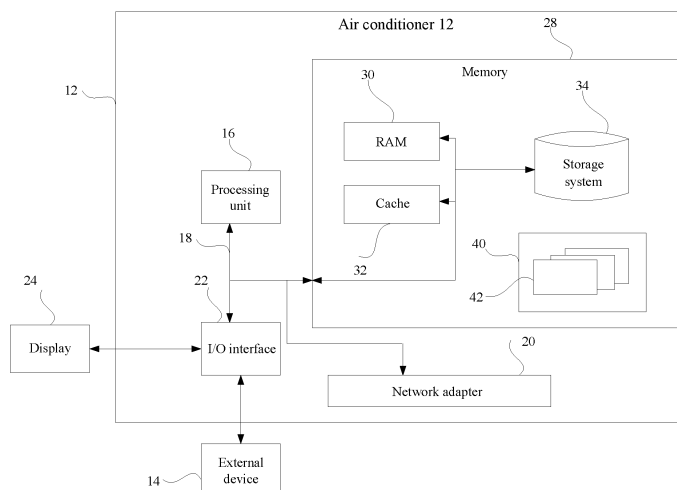 Air conditioner 12
28
12
Memory
30
34
RAM
16
Storage
system
Processing
unit
Cache
18
32
40
42
24
22
Display
I/O interface
20
Network adapter
External
device
14